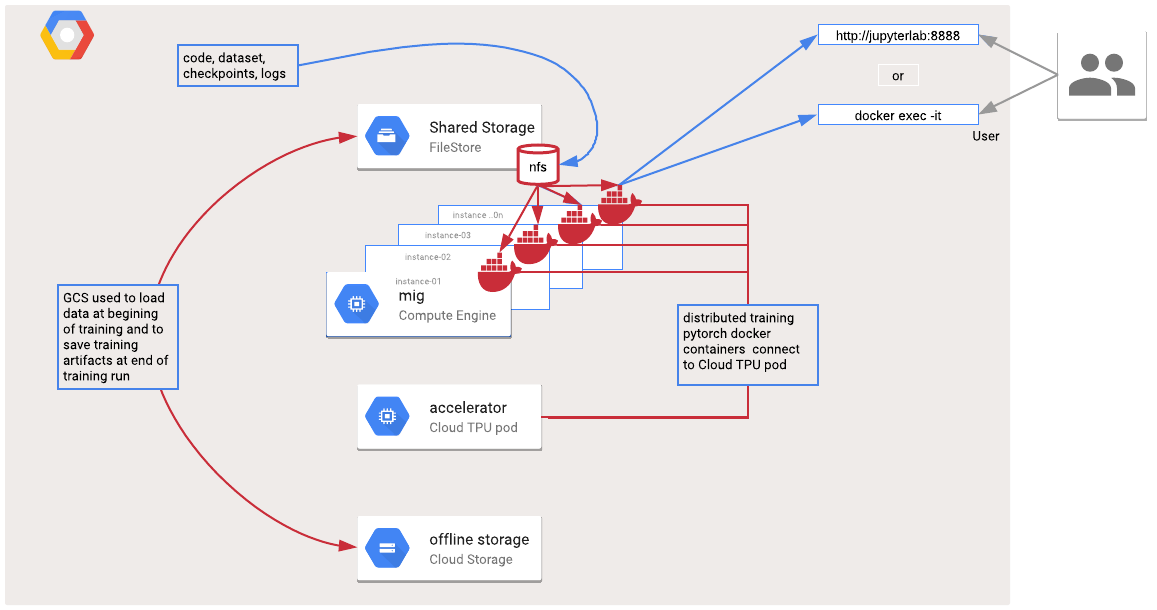 code, dataset,
checkpoints, logs
http://jupyterlab:8888
or
docker exec -it
User
Shared Storage
FileStore
nfs
instance ..0n
instance-03
instance-02
instance-01
mig
Compute Engine
GCS used to load
data at begining
of training and to
save training
artifacts at end of
training run
distributed training
pytorch docker
containers connect
to Cloud TPU pod
accelerator
Cloud TPU pod
offline storage
Cloud Storage